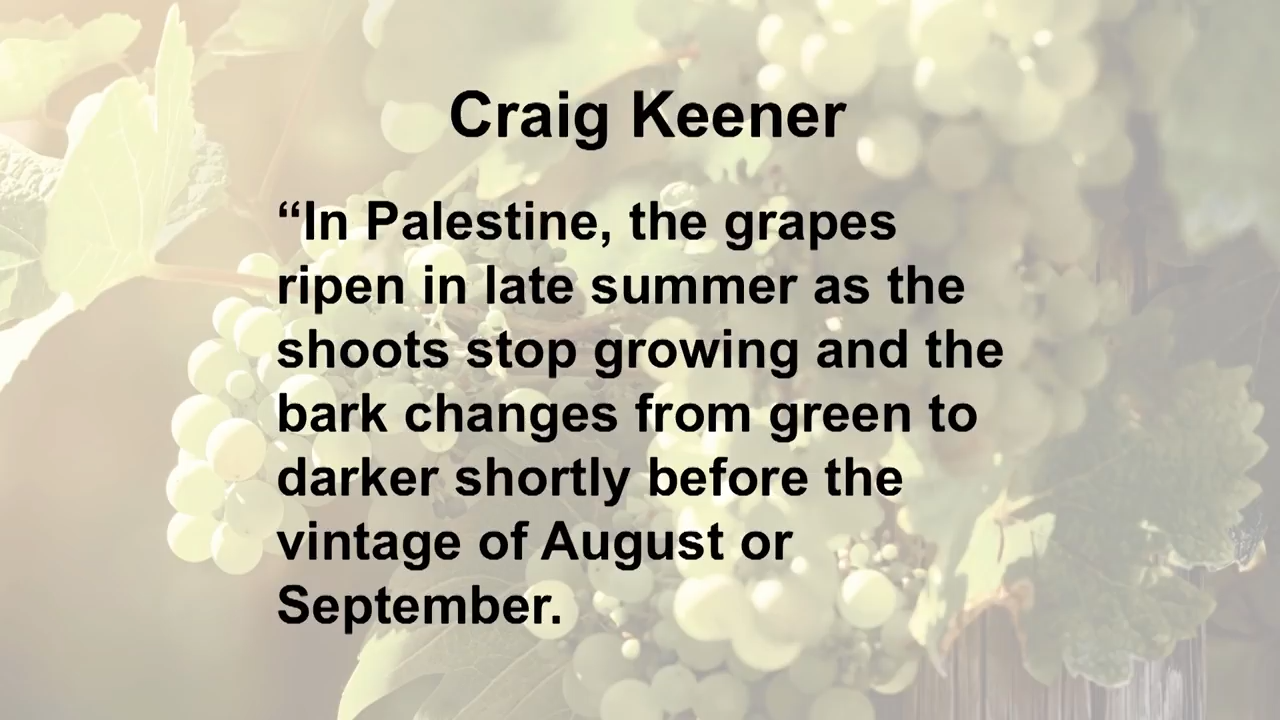 Craig Keener
“In Palestine, the grapes
ripen in late summer as the
shoots stop growing and the
bark changes from green to
darker shortly before the
vintage of August or
September.